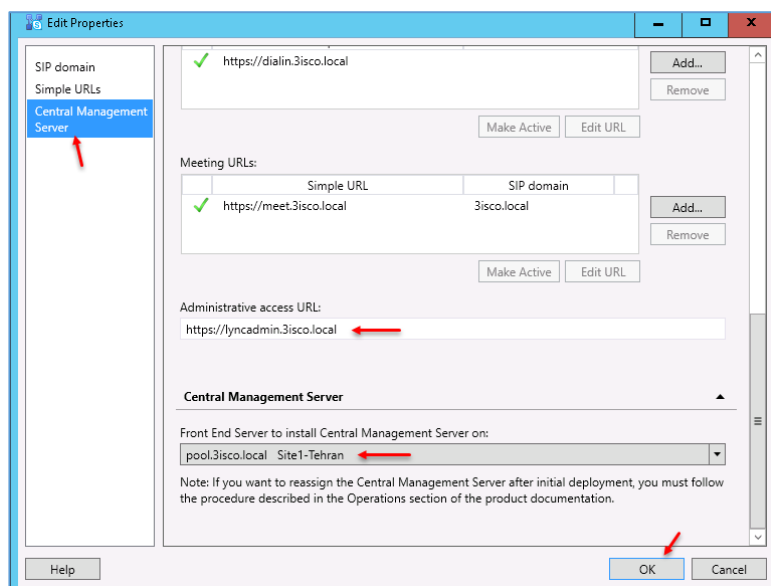 Edit Properties
SIP domain
Simple URLs
Central Management
Server
https://dialin.3isco.local
Add...
Remove
Make Active Edit URL
Meeting URLs:
Simple URL SIP domain
https://meet.3isco.local 3isco.local
Add...
Remove
Make Active Edit URL
Administrative access URL:
https://lyncadmin.3isco.local
Central Management Server
Front End Server to install Central Management Server on:
pool.3isco.local Site1-Tehran
Note: If you want to reassign the Central Management Server after initial deployment, you must follow
the procedure described in the Operations section of the product documentation.
Help OK Cancel